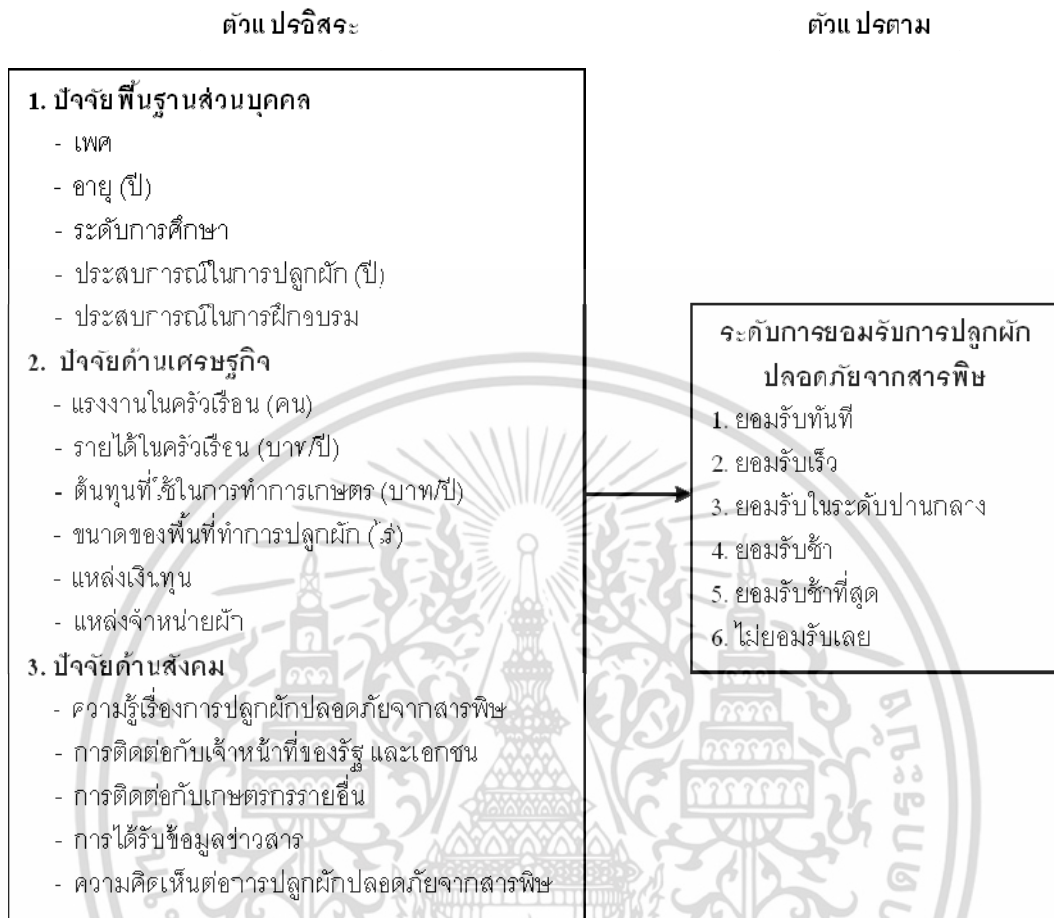 ตัวแปรอิสระ
ตัวแปรตาม
1. ปัจจัยพื้นฐานส่วนบุคคล
- เพศ
- อายุ (ปี)
- ระดับการศึกษา
- ประสบการณ์ในการปลูกผัก (ปี)
- ประสบการณ์ในการฝึกอบรม
2. ปัจจัยด้านเศรษฐกิจ
- แรงงานในครัวเรือน (คน)
- รายได้ในครัวเรือน (บาท/ปี)
- ต้นทุนที่ใช้ในการทำการเกษตร (บาท/ปี)
- ขนาดของพื้นที่ทำการปลูกผัก (ไร่)
- แหล่งเงินทุน
- แหล่งจำหน่ายผัก
3. ปัจจัยด้านสังคม
- ความรู้เรื่องการปลูกผักปลอดภัยจากสารพิษ
- การติดต่อกับเจ้าหน้าที่ของรัฐ และเอกชน
- การติดต่อกับเกษตรกรรายอื่น
- การได้รับข้อมูลข่าวสาร
- ความคิดเห็นต่อการปลูกผักปลอดภัยจากสารพิษ
ระดับการยอมรับการปลูกผัก
ปลอดภัยจากสารพิษ
1. ยอมรับทันที
2. ยอมรับเร็ว
3. ยอมรับในระดับปานกลาง
4. ยอมรับช้า
5. ยอมรับช้าที่สุด
6. ไม่ยอมรับเลย